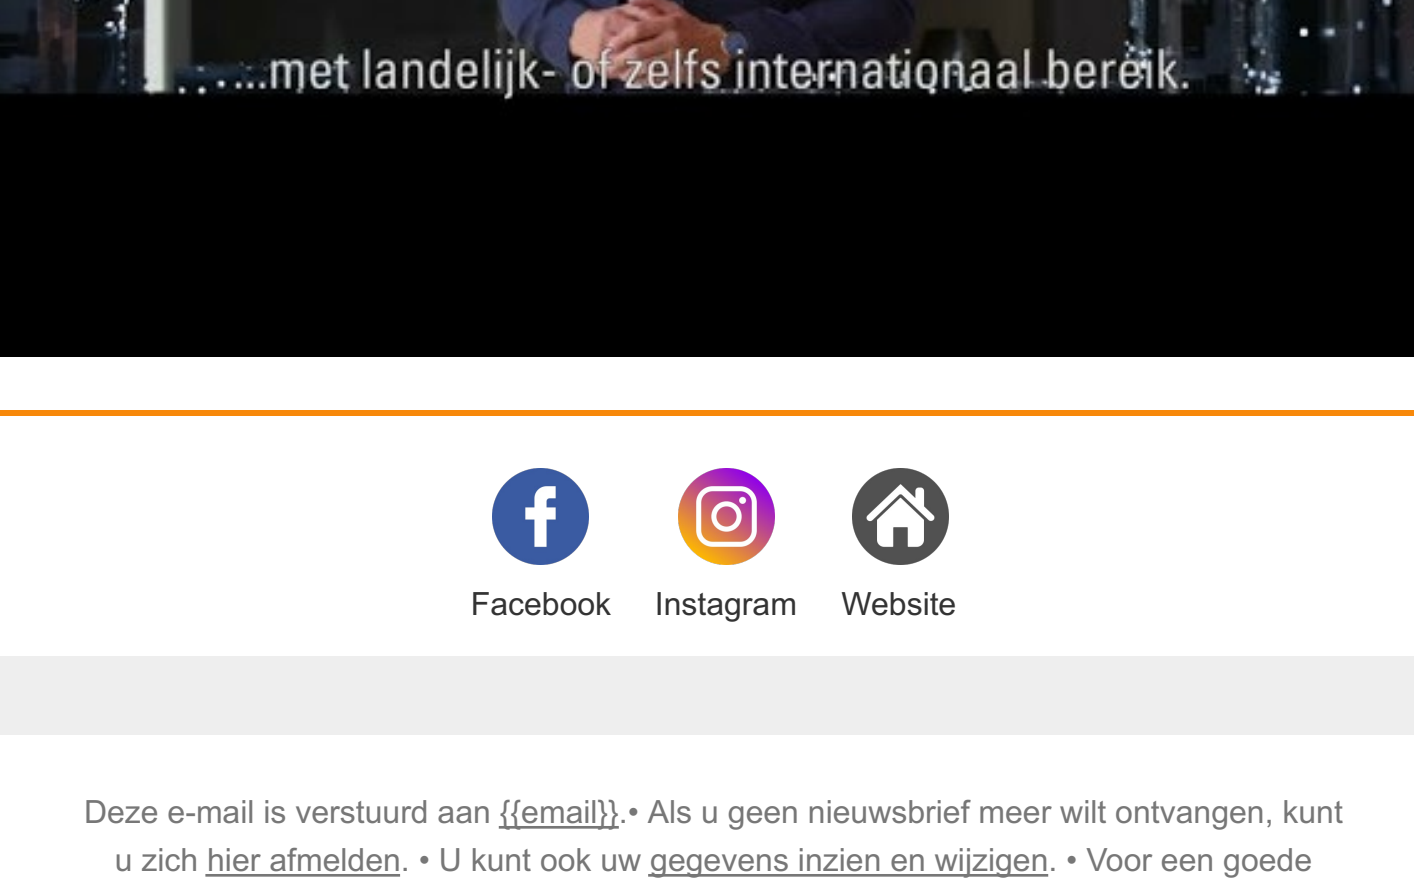 ...met landelijk- of zelfs internationaal bereik.
Facebook Instagram Website
Deze e-mail is verstuurd aan {{email}}.• Als u geen nieuwsbrief meer wilt ontvangen, kunt
u zich hier afmelden. • U kunt ook uw gegevens inzien en wijzigen. • Voor een goede